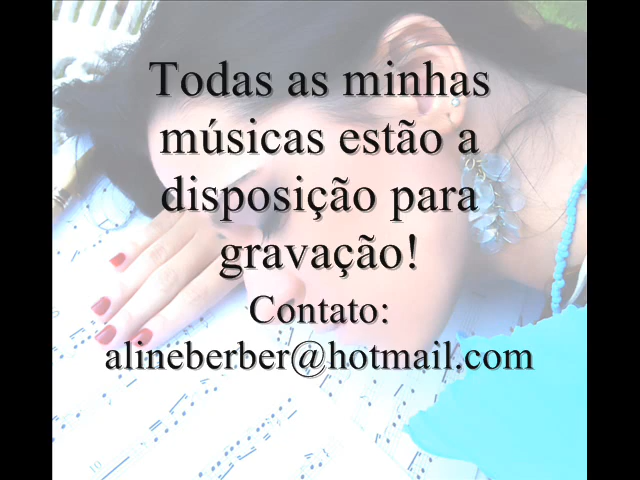 Todas as minhas
músicas estão a
disposição para
gravação!
Contato:
alineberber@hotmail.com